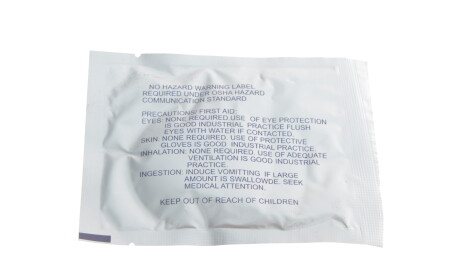 NO HAZARD WARNING LABEL
REQUIRED UNDER OSHA HAZARD
COMMUNICATION STANDARD
PRECAUTIONS/ FIRST AID:
EYES: NONE REQUIRED.USE OF EYE PROTECTION
IS GOOD INDUSTRIAL PRACTICE FLUSH
EYES WITH WATER IF CONTACTED.
SKIN: NONE REQUIRED. USE OF PROTECTIVE
GLOVES IS GOOD INDUSTRIAL PRACTICE.
INHALATION: NONE REQUIRED. USE OF ADEQUATE
VENTILATION IS GOOD INDUSTRIAL
PRACTICE.
INGESTION: INDUCE VOMITTING IF LARGE
AMOUNT IS SWALLOWDE. SEEK
MEDICAL ATTENTION.
KEEP OUT OF REACH OF CHILDREN